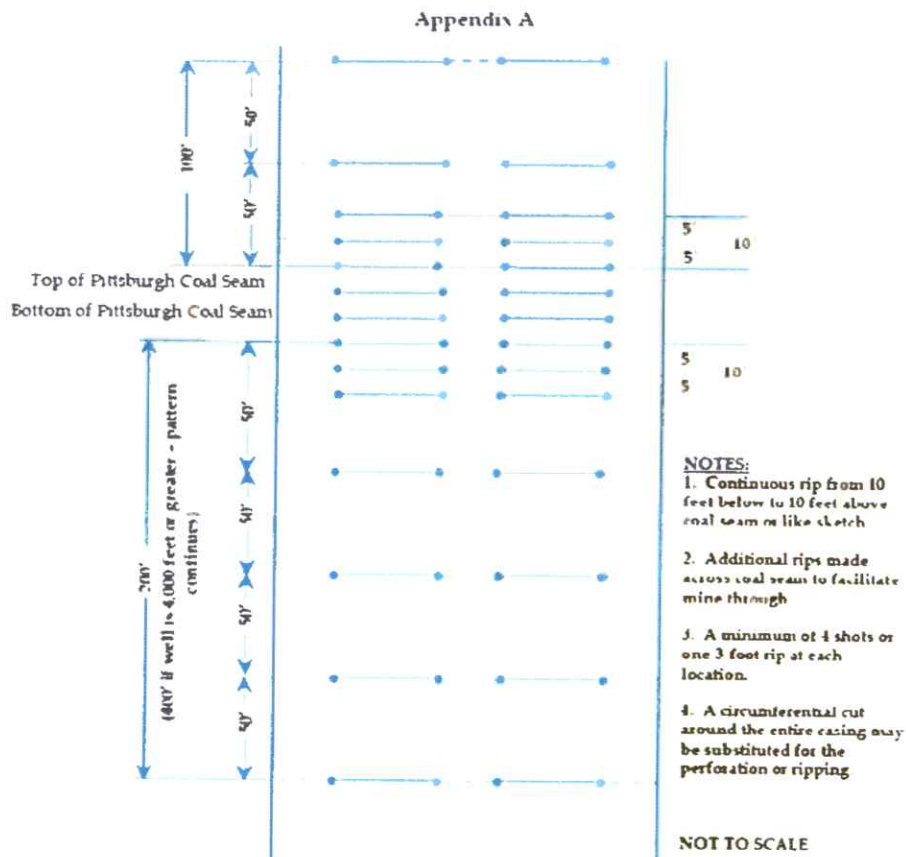 Appendix A
50'
100'
50'
5'
10
5'
Top of Pittsburgh Coal Seam
Bottom of Pittsburgh Coal Seam
5
10
5
50'
200'
(400' if well is 4,000 feet or greater - pattern
continues)
50'
50'
50'
NOTES:
1. Continuous rip from 10
feet below to 10 feet above
coal seam or like sketch
2. Additional rips made
across coal seam to facilitate
mine through
3. A minimum of 4 shots or
one 3 foot rip at each
location.
4. A circumferential cut
around the entire casing may
be substituted for the
perforation or ripping
NOT TO SCALE